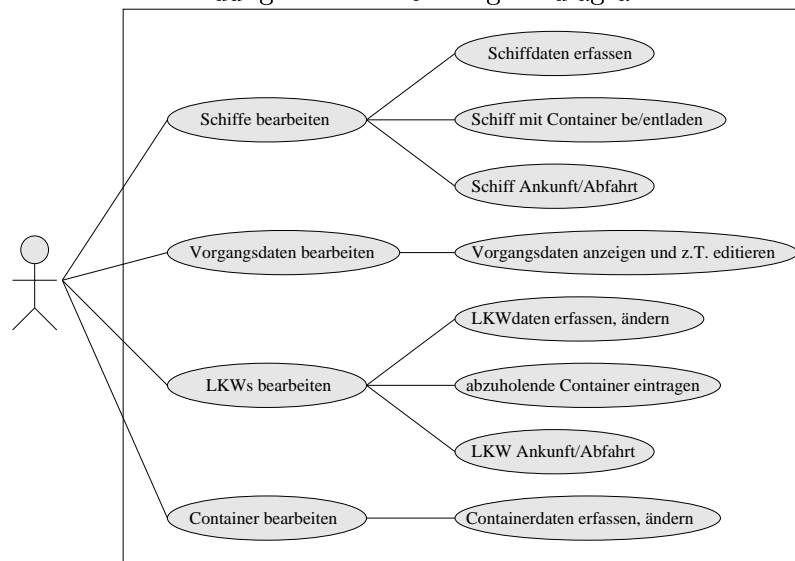 Schiffdaten erfassen
Schiffe bearbeiten
Schiff mit Container be/entladen
Schiff Ankunft/Abfahrt
Vorgangsdaten bearbeiten
Vorgangsdaten anzeigen und z.T. editieren
LKWdaten erfassen, ändern
LKWs bearbeiten
abzuholende Container eintragen
LKW Ankunft/Abfahrt
Container bearbeiten
Containerdaten erfassen, ändern